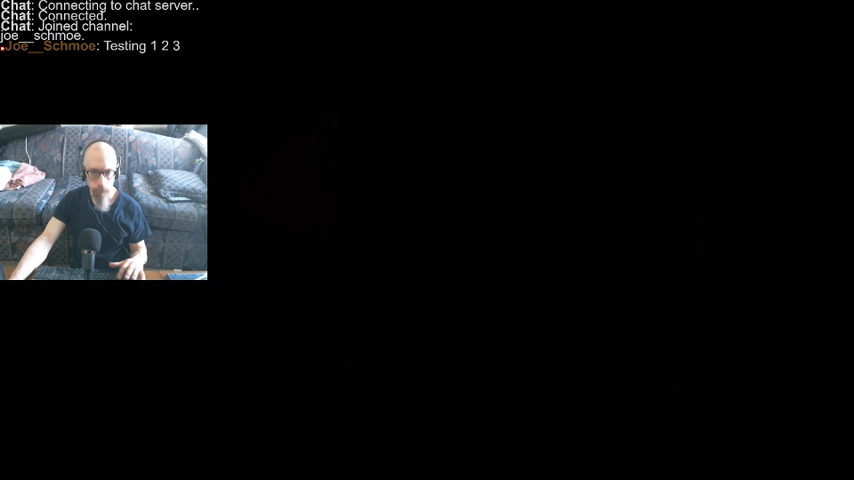 Chat: Connecting to chat server..
Chat: Connected.
Chat: Joined channel:
joe__schmoe.
Joe__Schmoe: Testing 1 2 3